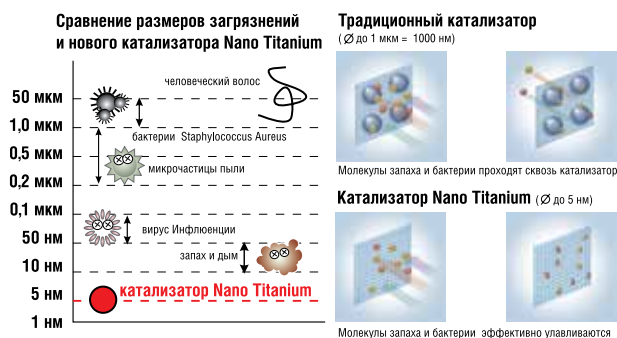 Сравнение размеров загрязнений
и нового катализатора Nano Titanium
50 мкм
1,0 мкм
0,5 мкм
0,2 мкм
0,1 мкм
50 нм
10 нм
5 нм
1 нм
человеческий волос
бактерии Staphylococcus Aureus
микрочастицы пыли
вирус Инфлюенции
запах и дым
катализатор Nano Titanium
Традиционный катализатор
(Ø до 1 мкм = 1000 нм)
Молекулы запаха и бактерии проходят сквозь катализатор
Катализатор Nano Titanium (Ø до 5 нм)
Молекулы запаха и бактерии эффективно улавливаются